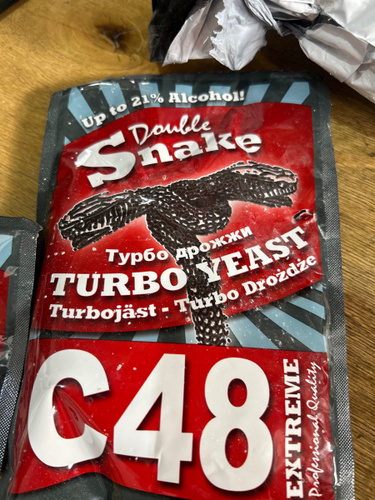 Up to 21% Alcohol!
Double
Snake
Турбо дрожжи
TURBO YEAST
Turbojäst - Turbo Drożdże
C48
EXTREME
Professional Quality